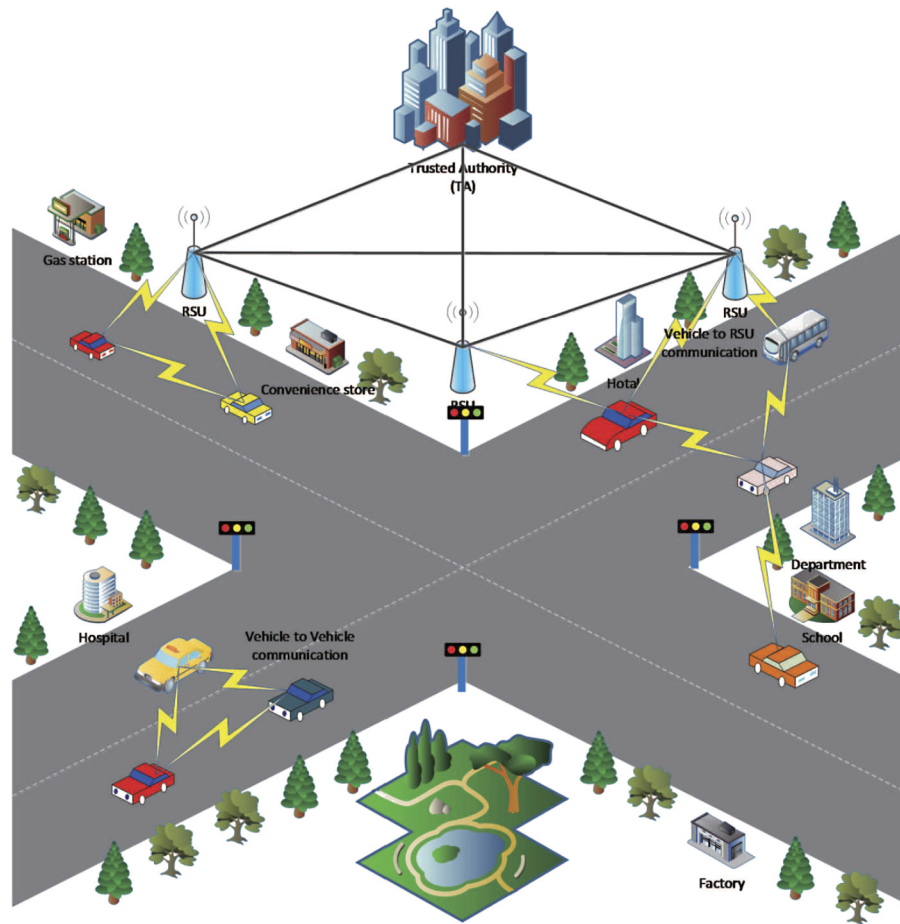 Trusted Authority
(TA)
Gas station
RSU
RSU
Vehicle to RSU
communication
Convenience store
Hotal
RSU
Department
Hospital
School
Vehicle to Vehicle
communication
Factory